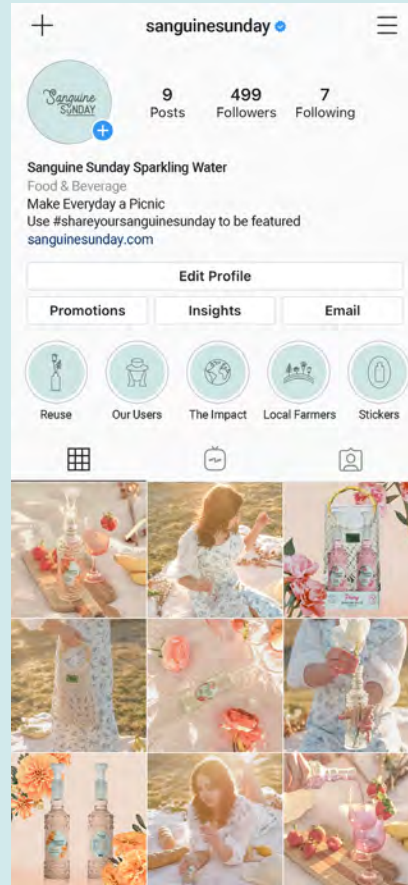 sanguinesunday
Sanguine
SUNDAY
9 499 7
Posts Followers Following
Sanguine Sunday Sparkling Water
Food & Beverage
Make Everyday a Picnic
Use #shareyoursanguinesunday to be featured
sanguinesunday.com
Edit Profile
Promotions Insights Email
Reuse Our Users The Impact Local Farmers Stickers